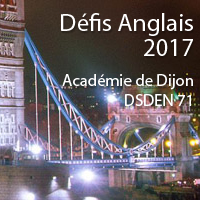 Défis Anglais
2017
Académie de Dijon
DSDEN 71